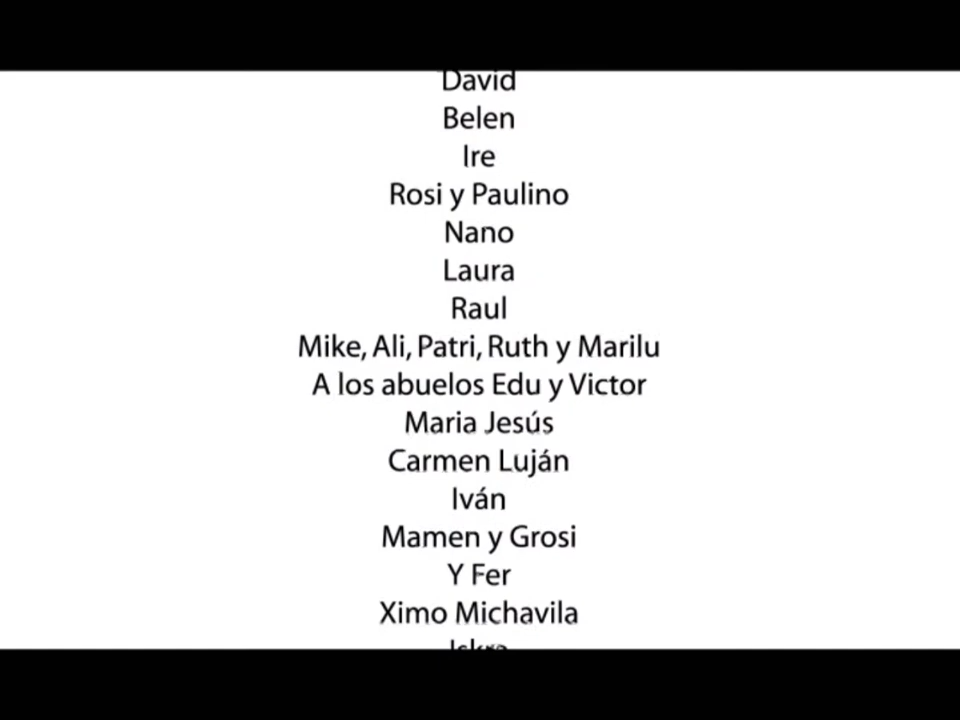 David
Belen
Ire
Rosi y Paulino
Nano
Laura
Raul
Mike, Ali, Patri, Ruth y Marilu
A los abuelos Edu y Victor
Maria Jesús
Carmen Luján
Iván
Mamen y Grosi
Y Fer
Ximo Michavila